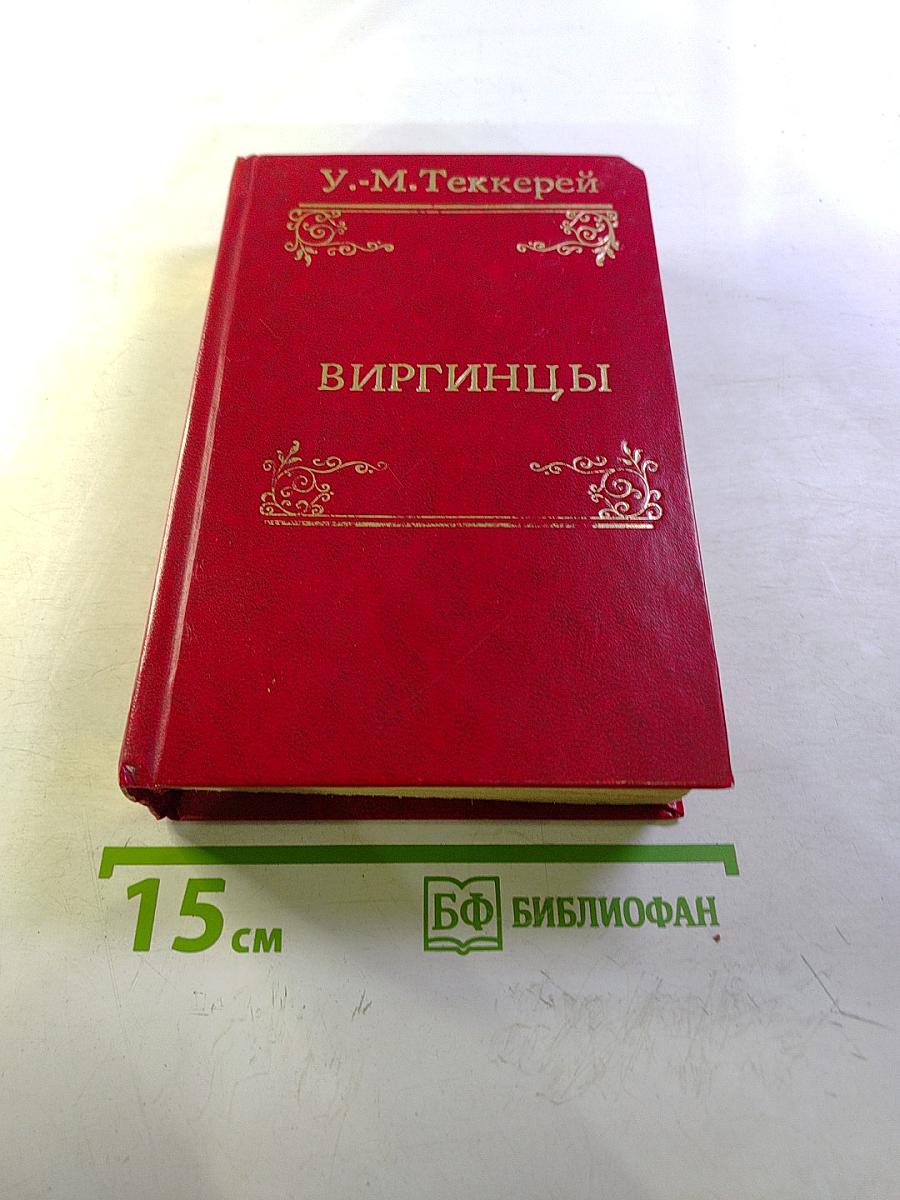 У.-М.Теккерей
ВИРГИНЦЫ
15 см
БФ БИБЛИОФАН